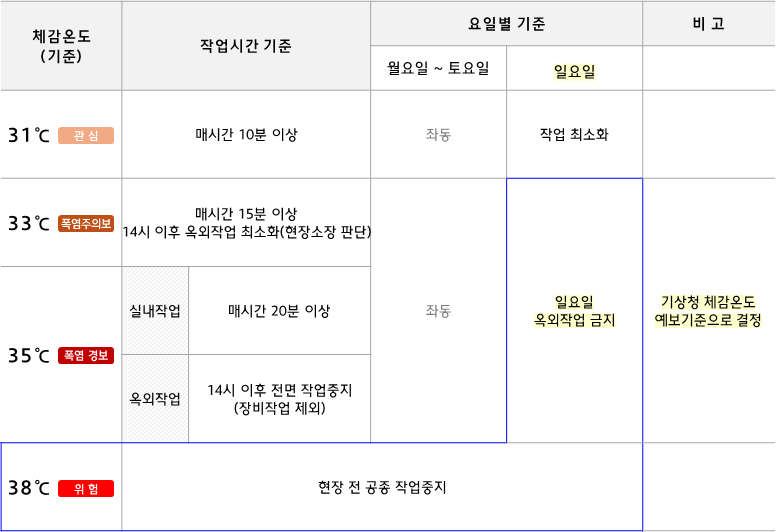 체감온도
(기준)
작업시간 기준
요일별 기준
비 고
월요일 ~ 토요일
일요일
31℃ 관 심
매시간 10분 이상
좌동
작업 최소화
33℃ 폭염주의보
매시간 15분 이상
14시 이후 옥외작업 최소화(현장소장 판단)
35℃ 폭염 경보
실내작업
매시간 20분 이상
옥외작업
14시 이후 전면 작업중지
(장비작업 제외)
좌동
일요일
옥외작업 금지
기상청 체감온도
예보기준으로 결정
38℃ 위 험
현장 전 공종 작업중지